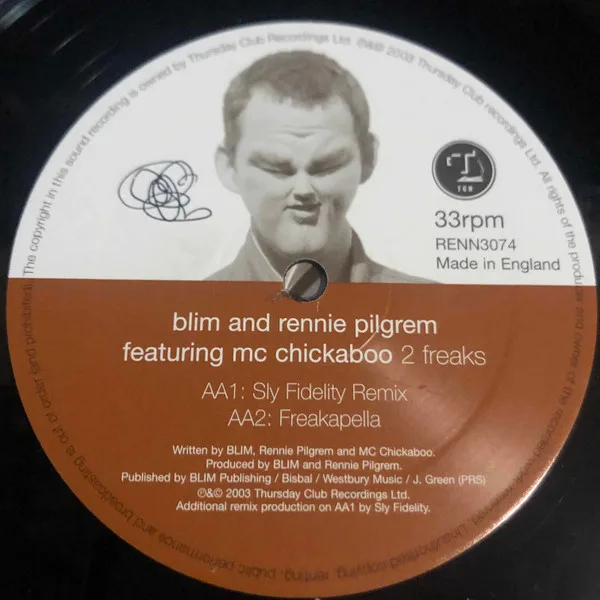 The copyright in this sound recording is owned by Thursday Club Recordings Ltd. ℗&© 2003 Thursday Club recordings Ltd. All rights of the producer and owner of the recorded work reserved. Unauthorised copying, renting, public performance and broadcasting is out of order and prohibited.
TCR
33rpm
RENN3074
Made in England
blim and rennie pilgrem
featuring mc chickaboo 2 freaks
AA1: Sly Fidelity Remix
AA2: Freakapella
Written by BLIM, Rennie Pilgrem and MC Chickaboo.
Produced by BLIM and Rennie Pilgrem.
Published by BLIM Publishing / Bisbal / Westbury Music / J. Green (PRS)
℗&© 2003 Thursday Club Recordings Ltd.
Additional remix production on AA1 by Sly Fidelity.